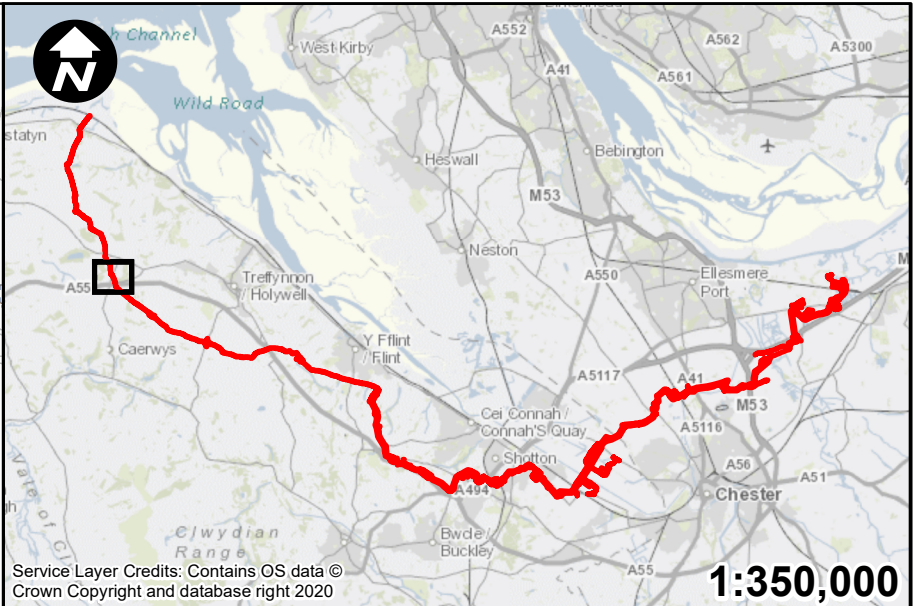 N
A552
A562
A5300
West Kirby
A41
A561
Wild Road
statyn
Heswall
Bebington
M53
Neston
A550
Ellesmere
Port
Treffynnon
/ Holywell
A55
Y Fflint
/ Flint
Caerwys
A5117
A41
M53
Cei Connah /
Connah'S Quay
A5116
Shotton
A56
A51
A494
Chester
Clwydian
Range
Bwcle /
Buckley
A55
Service Layer Credits: Contains OS data ©
Crown Copyright and database right 2020
1:350,000